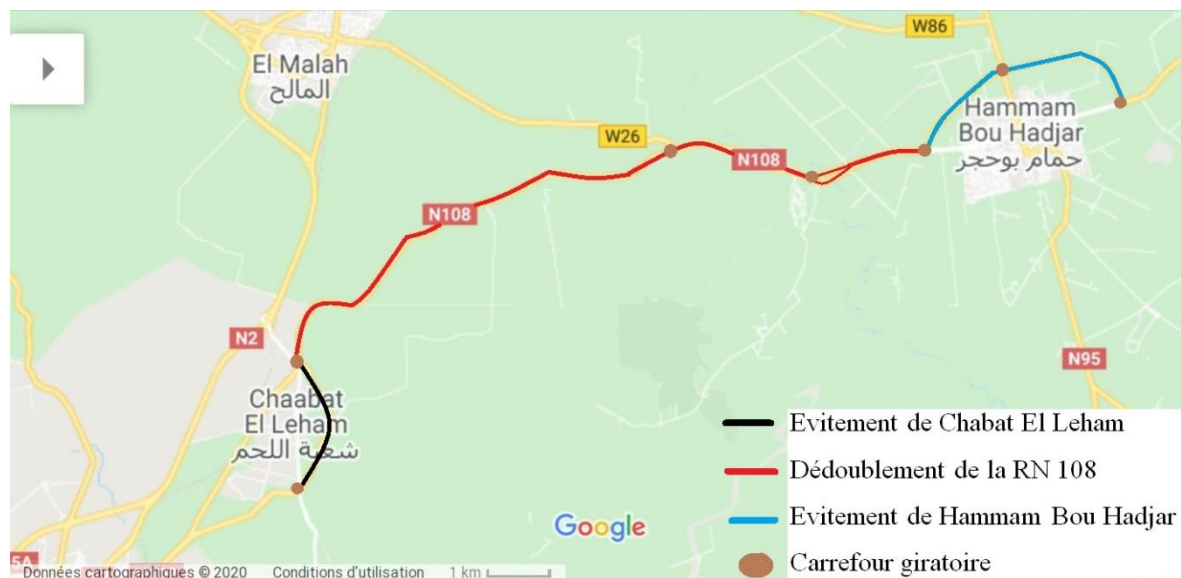 W86
El Malah
المالح
Hammam
Bou Hadjar
حمام بوحجر
W26
N108
N108
N2
N95
Chaabat
El Leham
شعبة اللحم
Evitement de Chabat El Leham
Dédoublement de la RN 108
Evitement de Hammam Bou Hadjar
Carrefour giratoire
Google
5A
Données cartographiques © 2020 Conditions d'utilisation 1 km